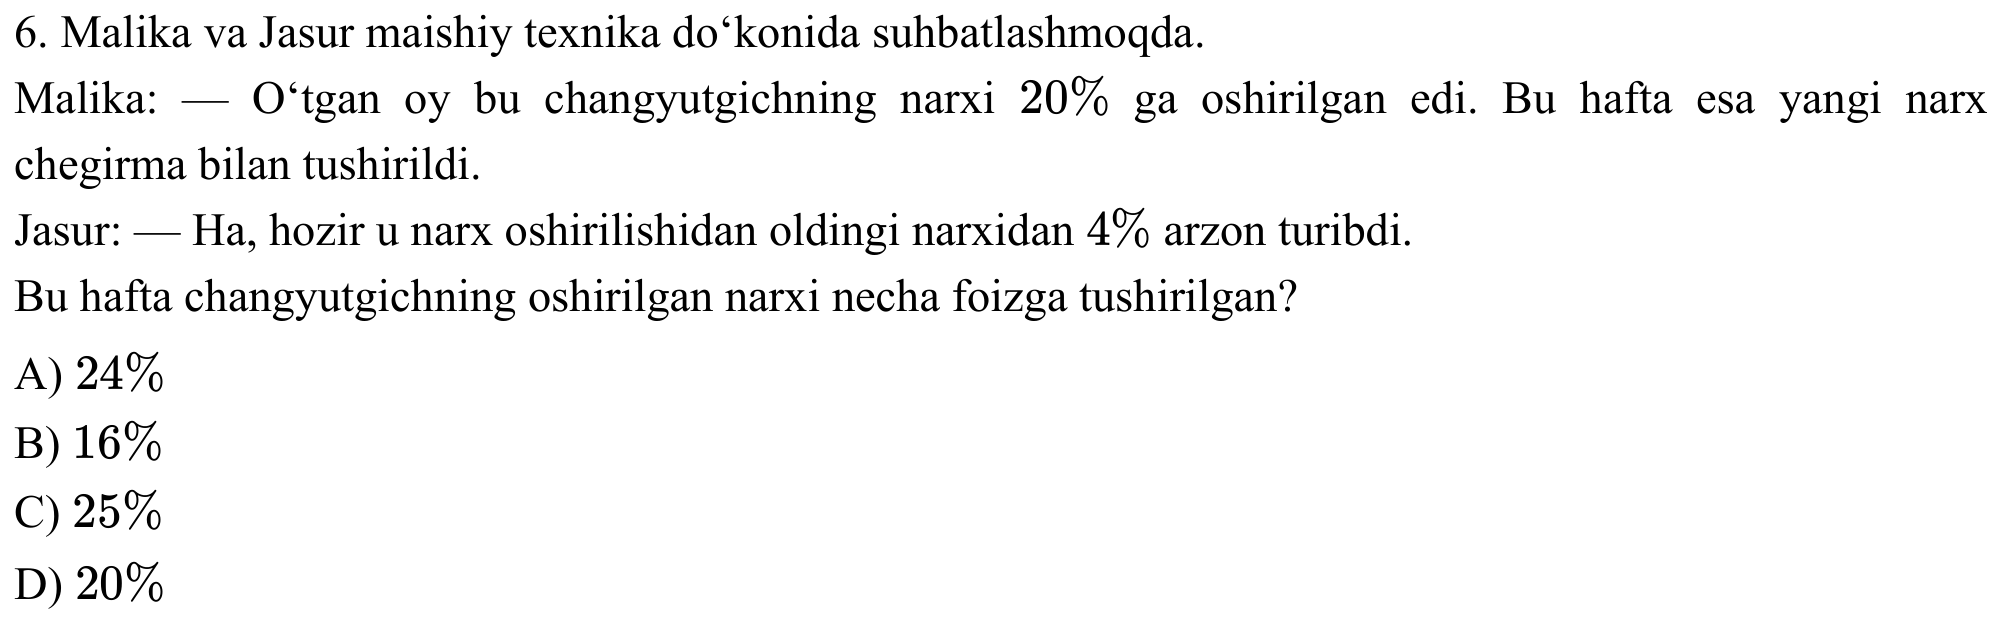 6. Malika va Jasur maishiy texnika do‘konida suhbatlashmoqda.
Malika: — O‘tgan oy bu changyutgichning narxi 20% ga oshirilgan edi. Bu hafta esa yangi narx
chegirma bilan tushirildi.
Jasur: — Ha, hozir u narx oshirilishidan oldingi narxidan 4% arzon turibdi.
Bu hafta changyutgichning oshirilgan narxi necha foizga tushirilgan?
A) 24%
B) 16%
C) 25%
D) 20%